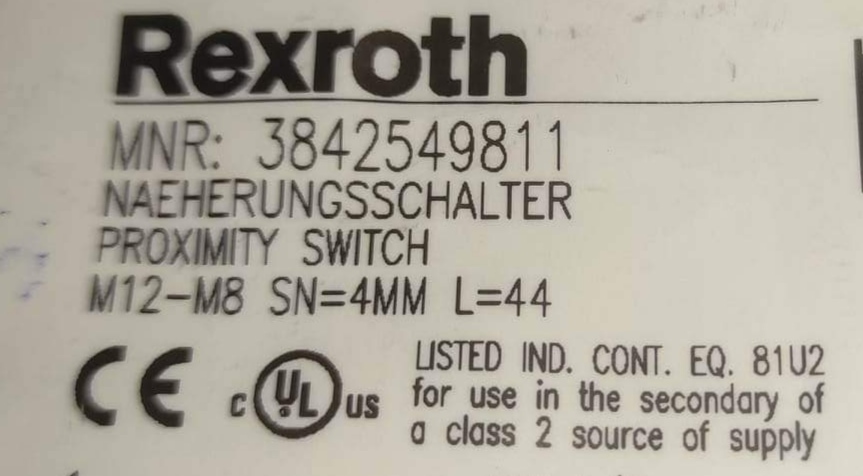 Rexroth
MNR: 3842549811
NAEHERUNGSSCHALTER
PROXIMITY SWITCH
M12-M8 SN=4MM L=44
CE c UL us
LISTED IND. CONT. EQ. 81U2
for use in the secondary of
a class 2 source of supply